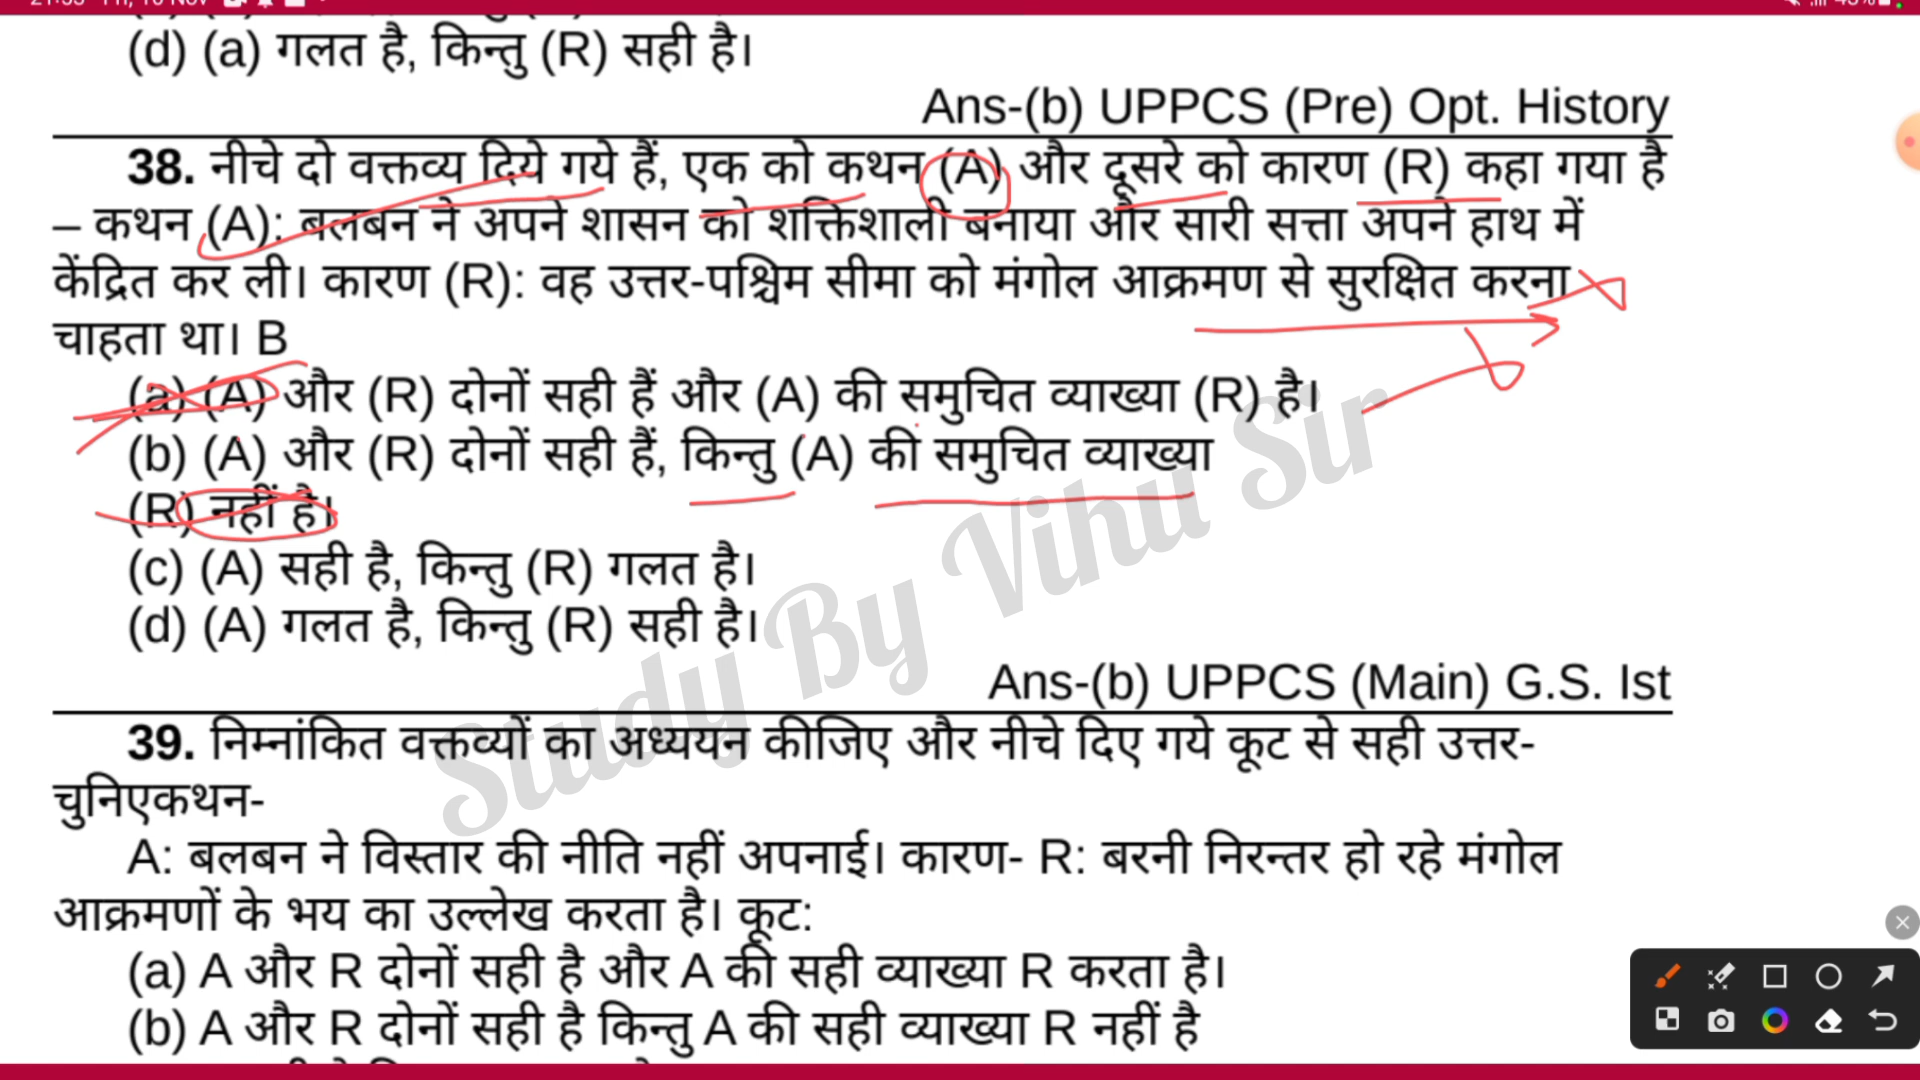 (d) (a) गलत है, किन्तु (R) सही है।
Ans-(b) UPPCS (Pre) Opt. History
38. नीचे दो वक्तव्य दिये गये हैं, एक को कथन (A) और दूसरे को कारण (R) कहा गया है
– कथन (A): बलबन ने अपने शासन को शक्तिशाली बनाया और सारी सत्ता अपने हाथ में
केंद्रित कर ली। कारण (R): वह उत्तर-पश्चिम सीमा को मंगोल आक्रमण से सुरक्षित करना
चाहता था। B
(a) (A) और (R) दोनों सही हैं और (A) की समुचित व्याख्या (R) है।
(b) (A) और (R) दोनों सही हैं, किन्तु (A) की समुचित व्याख्या
(R) नहीं है।
(c) (A) सही है, किन्तु (R) गलत है।
(d) (A) गलत है, किन्तु (R) सही है।
Study By Vihu Sir
Ans-(b) UPPCS (Main) G.S. Ist
39. निम्नांकित वक्तव्यों का अध्ययन कीजिए और नीचे दिए गये कूट से सही उत्तर-
चुनिएकथन-
A: बलबन ने विस्तार की नीति नहीं अपनाई। कारण- R: बरनी निरन्तर हो रहे मंगोल
आक्रमणों के भय का उल्लेख करता है। कूट:
(a) A और R दोनों सही है और A की सही व्याख्या R करता है।
(b) A और R दोनों सही है किन्तु A की सही व्याख्या R नहीं है